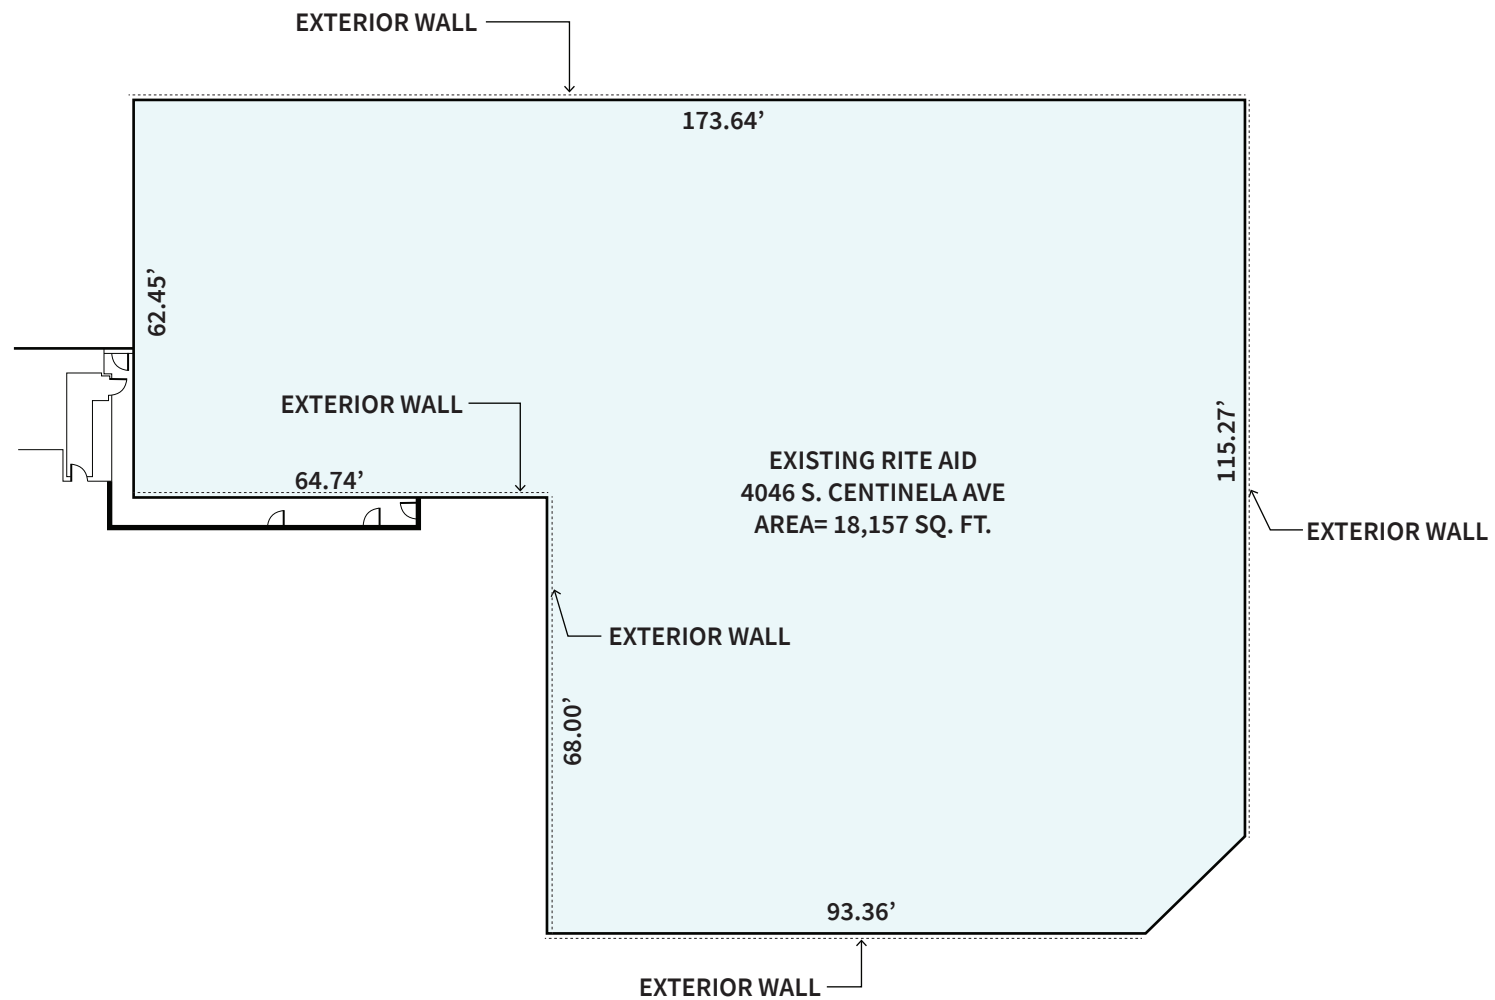 EXTERIOR WALL
173.64’
62.45’
EXTERIOR WALL
64.74’
EXISTING RITE AID
4046 S. CENTINELA AVE
AREA= 18,157 SQ. FT.
115.27’
EXTERIOR WALL
EXTERIOR WALL
68.00’
93.36’
EXTERIOR WALL